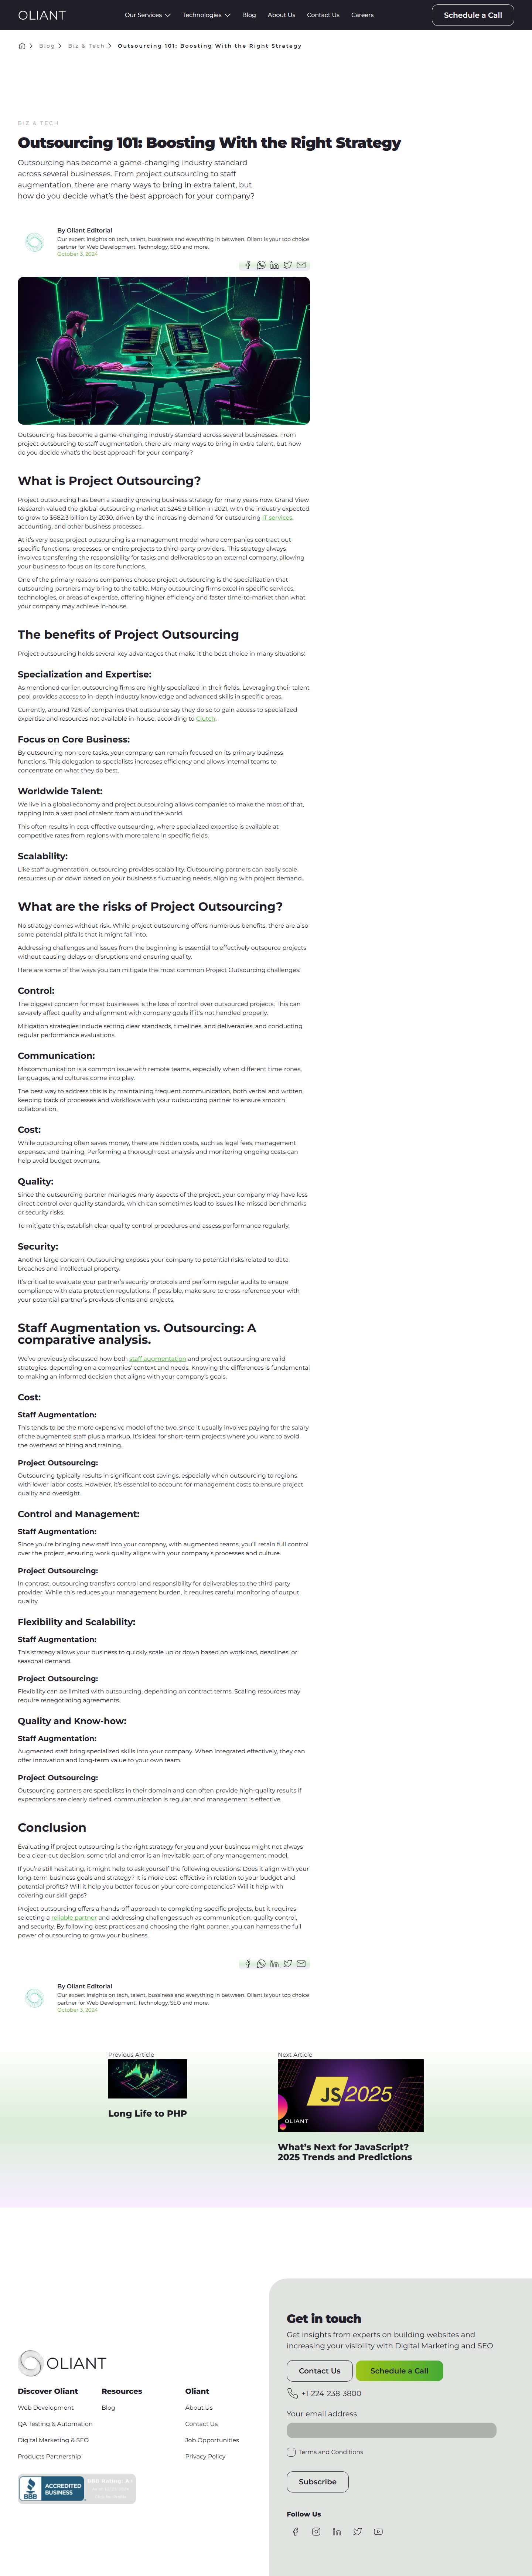 OLIANT
Our Services
Technologies
Blog
About Us
Contact Us
Careers
Schedule a Call
Blog
Biz & Tech
Outsourcing 101: Boosting With the Right Strategy
BIZ & TECH
Outsourcing 101: Boosting With the Right Strategy
Outsourcing has become a game-changing industry standard
across several businesses. From project outsourcing to staff
augmentation, there are many ways to bring in extra talent, but
how do you decide what's the best approach for your company?
By Oliant Editorial
Our expert insights on tech, talent, bussiness and everything in between. Oliant is your top choice
partner for Web Development, Technology, SEO and more.
October 3, 2024
Outsourcing has become a game-changing industry standard across several businesses. From
project outsourcing to staff augmentation, there are many ways to bring in extra talent, but how
do you decide what's the best approach for your company?
What is Project Outsourcing?
Project outsourcing has been a steadily growing business strategy for many years now. Grand View
Research valued the global outsourcing market at $245.9 billion in 2021, with the industry expected
to grow to $682.3 billion by 2030, driven by the increasing demand for outsourcing IT services,
accounting, and other business processes.
At it's very base, project outsourcing is a management model where companies contract out
specific functions, processes, or entire projects to third-party providers. This strategy always
involves transferring the responsibility for tasks and deliverables to an external company, allowing
your business to focus on its core functions.
One of the primary reasons companies choose project outsourcing is the specialization that
outsourcing partners may bring to the table. Many outsourcing firms excel in specific services,
technologies, or areas of expertise, offering higher efficiency and faster time-to-market than what
your company may achieve in-house.
The benefits of Project Outsourcing
Project outsourcing holds several key advantages that make it the best choice in many situations:
Specialization and Expertise:
As mentioned earlier, outsourcing firms are highly specialized in their fields. Leveraging their talent
pool provides access to in-depth industry knowledge and advanced skills in specific areas.
Currently, around 72% of companies that outsource say they do so to gain access to specialized
expertise and resources not available in-house, according to Clutch.
Focus on Core Business:
By outsourcing non-core tasks, your company can remain focused on its primary business
functions. This delegation to specialists increases efficiency and allows internal teams to
concentrate on what they do best.
Worldwide Talent:
We live in a global economy and project outsourcing allows companies to make the most of that,
tapping into a vast pool of talent from around the world.
This often results in cost-effective outsourcing, where specialized expertise is available at
competitive rates from regions with more talent in specific fields.
Scalability:
Like staff augmentation, outsourcing provides scalability. Outsourcing partners can easily scale
resources up or down based on your business's fluctuating needs, aligning with project demand.
What are the risks of Project Outsourcing?
No strategy comes without risk. While project outsourcing offers numerous benefits, there are also
some potential pitfalls that it might fall into.
Addressing challenges and issues from the beginning is essential to effectively outsource projects
without causing delays or disruptions and ensuring quality.
Here are some of the ways you can mitigate the most common Project Outsourcing challenges:
Control:
The biggest concern for most businesses is the loss of control over outsourced projects. This can
severely affect quality and alignment with company goals if it's not handled properly.
Mitigation strategies include setting clear standards, timelines, and deliverables, and conducting
regular performance evaluations.
Communication:
Miscommunication is a common issue with remote teams, especially when different time zones,
languages, and cultures come into play.
The best way to address this is by maintaining frequent communication, both verbal and written,
keeping track of processes and workflows with your outsourcing partner to ensure smooth
collaboration.
Cost:
While outsourcing often saves money, there are hidden costs, such as legal fees, management
expenses, and training. Performing a thorough cost analysis and monitoring ongoing costs can
help avoid budget overruns.
Quality:
Since the outsourcing partner manages many aspects of the project, your company may have less
direct control over quality standards, which can sometimes lead to issues like missed benchmarks
or security risks.
To mitigate this, establish clear quality control procedures and assess performance regularly.
Security:
Another large concern; Outsourcing exposes your company to potential risks related to data
breaches and intellectual property.
It's critical to evaluate your partner's security protocols and perform regular audits to ensure
compliance with data protection regulations. If possible, make sure to cross-reference your with
your potential partner's previous clients and projects.
Staff Augmentation vs. Outsourcing: A
comparative analysis.
We've previously discussed how both staff augmentation and project outsourcing are valid
strategies, depending on a companies' context and needs. Knowing the differences is fundamental
to making an informed decision that aligns with your company's goals.
Cost:
Staff Augmentation:
This tends to be the more expensive model of the two, since it usually involves paying for the salary
of the augmented staff plus a markup. It's ideal for short-term projects where you want to avoid
the overhead of hiring and training.
Project Outsourcing:
Outsourcing typically results in significant cost savings, especially when outsourcing to regions
with lower labor costs. However, it's essential to account for management costs to ensure project
quality and oversight.
Control and Management:
Staff Augmentation:
Since you're bringing new staff into your company, with augmented teams, you'll retain full control
over the project, ensuring work quality aligns with your company's processes and culture.
Project Outsourcing:
In contrast, outsourcing transfers control and responsibility for deliverables to the third-party
provider. While this reduces your management burden, it requires careful monitoring of output
quality.
Flexibility and Scalability:
Staff Augmentation:
This strategy allows your business to quickly scale up or down based on workload, deadlines, or
seasonal demand.
Project Outsourcing:
Flexibility can be limited with outsourcing, depending on contract terms. Scaling resources may
require renegotiating agreements.
Quality and Know-how:
Staff Augmentation:
Augmented staff bring specialized skills into your company. When integrated effectively, they can
offer innovation and long-term value to your own team.
Project Outsourcing:
Outsourcing partners are specialists in their domain and can often provide high-quality results if
expectations are clearly defined, communication is regular, and management is effective.
Conclusion
Evaluating if project outsourcing is the right strategy for you and your business might not always
be a clear-cut decision, some trial and error is an inevitable part of any management model.
If you're still hesitating, it might help to ask yourself the following questions: Does it align with your
long-term business goals and strategy? It is more cost-effective in relation to your budget and
potential profits? Will it help you better focus on your core competencies? Will it help with
covering our skill gaps?
Project outsourcing offers a hands-off approach to completing specific projects, but it requires
selecting a reliable partner and addressing challenges such as communication, quality control,
and security. By following best practices and choosing the right partner, you can harness the full
power of outsourcing to grow your business.
By Oliant Editorial
Our expert insights on tech, talent, bussiness and everything in between. Oliant is your top choice
partner for Web Development, Technology, SEO and more.
October 3, 2024
Previous Article
Long Life to PHP
Next Article
JS 2025
OLIANT
What's Next for JavaScript?
2025 Trends and Predictions
Get in touch
Get insights from experts on building websites and
increasing your visibility with Digital Marketing and SEO
Contact Us
Schedule a Call
+1-224-238-3800
Your email address
Terms and Conditions
Subscribe
Follow Us
OLIANT
Discover Oliant
Web Development
QA Testing & Automation
Digital Marketing & SEO
Products Partnership
Resources
Blog
Oliant
About Us
Contact Us
Job Opportunities
Privacy Policy
BBB
ACCREDITED
BUSINESS
BBB Rating: A+